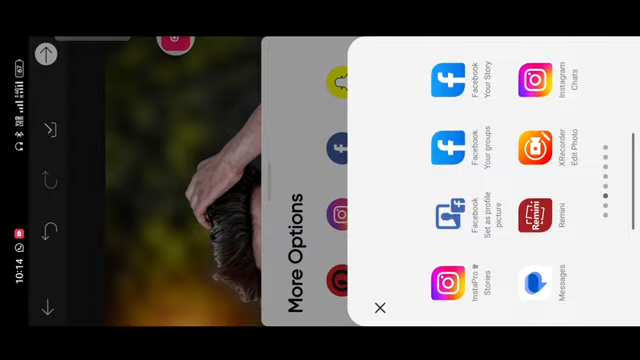 10:14
67
More Options
InstaPro
Stories
Facebook
Set as profile
picture
Facebook
Your groups
Facebook
Your Story
Messages
Remini
Remini
XRecorder
Edit Photo
Instagram
Chats